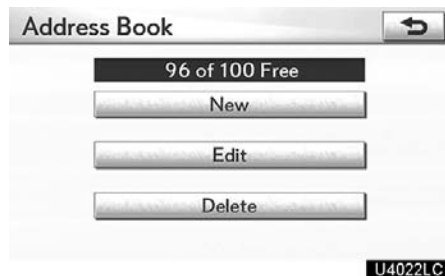 Address Book
96 of 100 Free
New
Edit
Delete
U4022LC